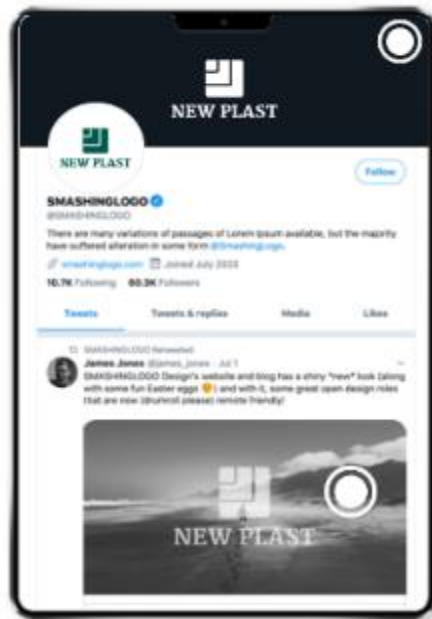 NEW PLAST
NEW PLAST
Follow
SMASHINGLOGO
@SMASHINGLOGO
There are many variations of passages of Lorem Ipsum available, but the majority
have suffered alteration in some form @SmashingLogo.
smashinglogo.com Joined July 2020
10.7K Following 60.3K Followers
Tweets Tweets & replies Media Likes
SMASHINGLOGO Retweeted
James Jones @james_jones · Jul 1
SMASHINGLOGO Design's website and blog has a shiny *new* look (along
with some fun Easter eggs 😍) and with it, some great open design roles
that are now (drumroll please) remote friendly!
NEW PLAST